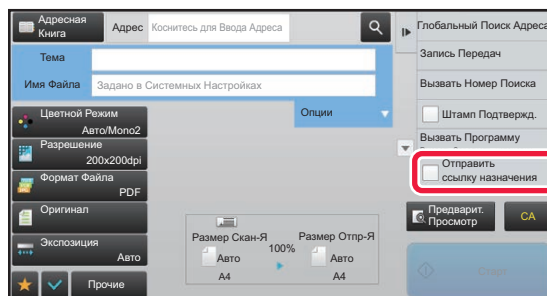 Адресная
Книга
Адрес
Коснитесь для Ввода Адреса
Тема
Имя Файла
Задано в Системных Настройках
Опции
Цветной Режим
Авто/Mono2
Разрешение
200x200dpi
Формат Файла
PDF
Оригинал
Экспозиция
Авто
Прочие
Размер Скан-Я
Авто
A4
100%
Размер Отпр-Я
Авто
A4
Глобальный Поиск Адреса
Запись Передач
Вызвать Номер Поиска
Штамп Подтвержд.
Вызвать Программу
Отправить
ссылку назначения
Предварит.
Просмотр
CA
Старт